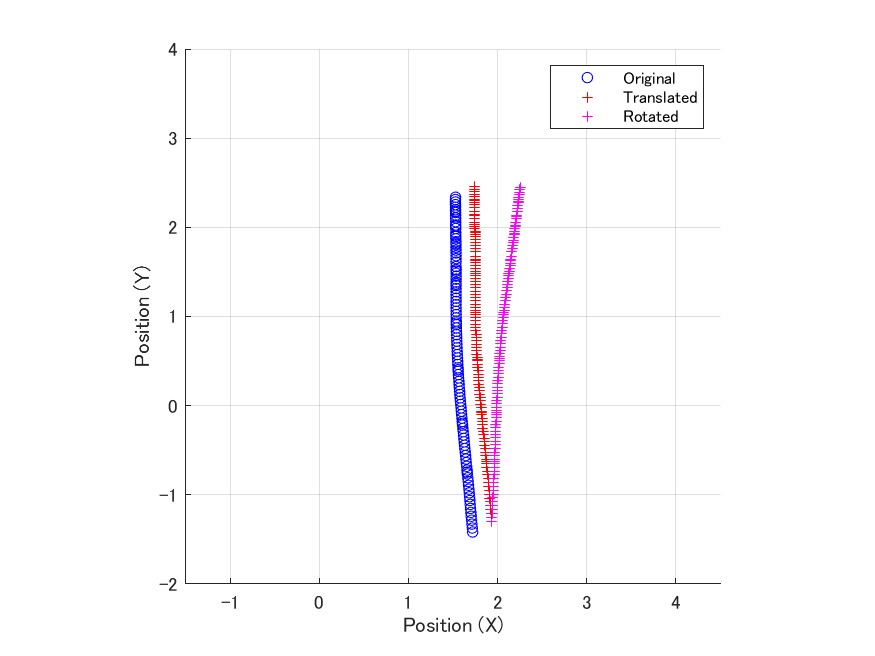 4
3
2
1
0
−1
−2
−1
0
1
2
3
4
Position (X)
Position (Y)
Original
Translated
Rotated